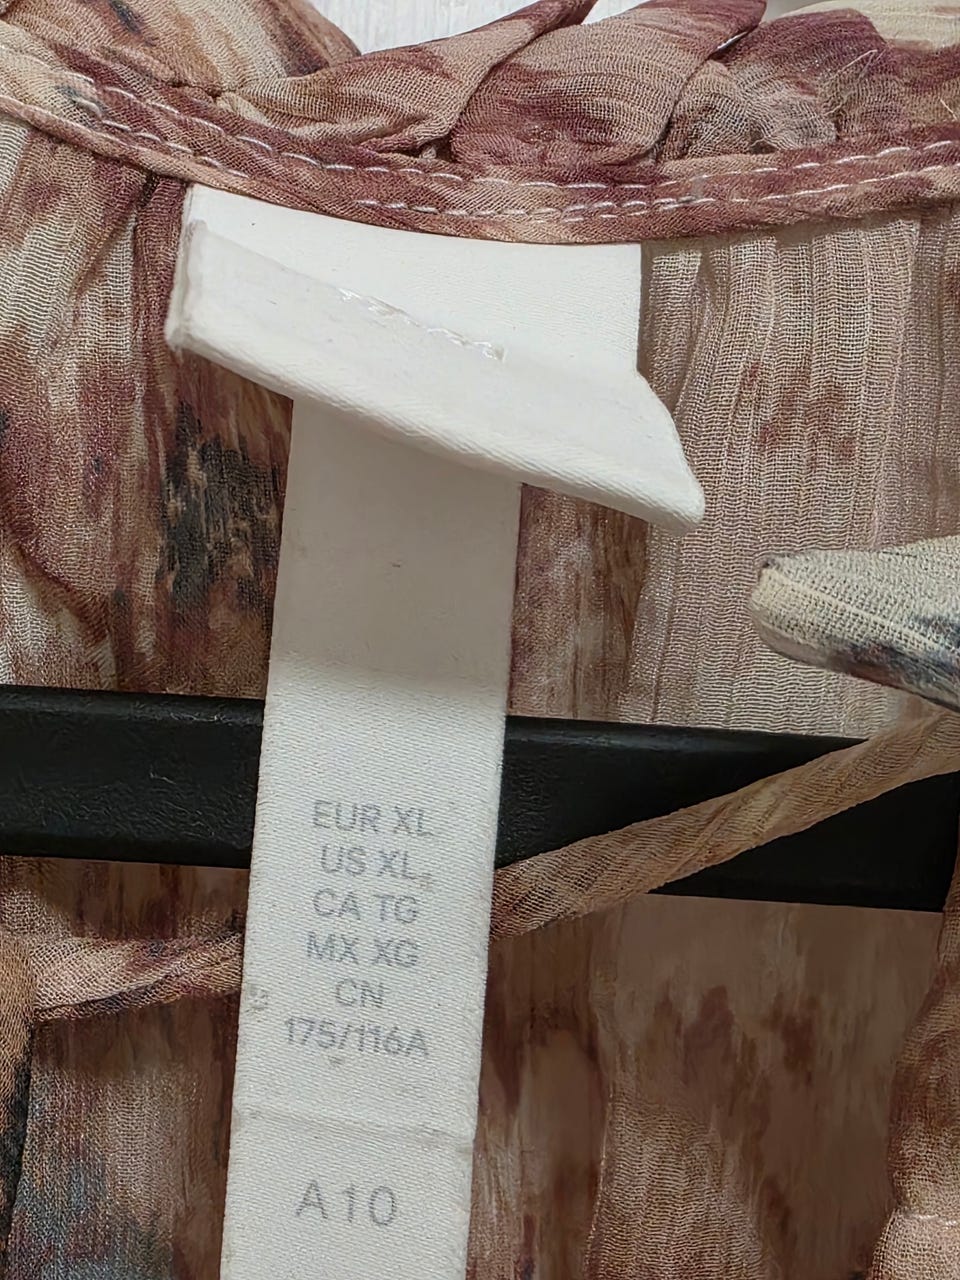 EUR XL
US XL
CA TG
MX XG
CN
175/116A
A10